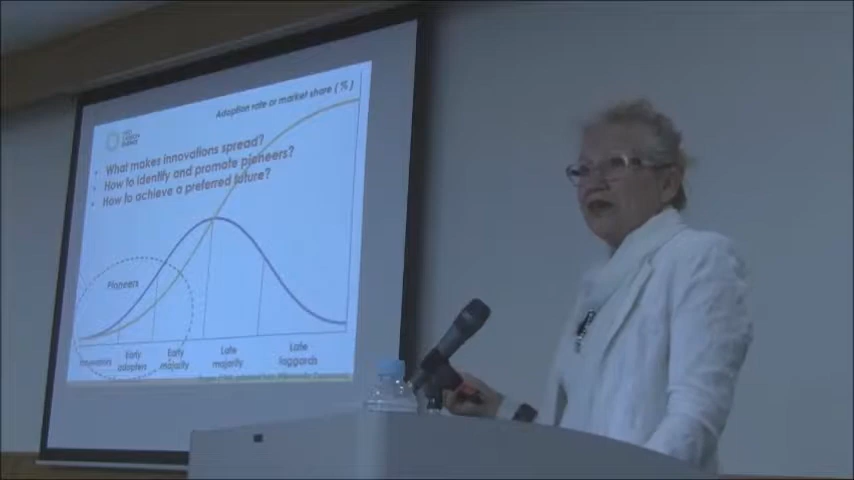 Adoption rate or market share (%)
• What makes innovations spread?
• How to identify and promote pioneers?
• How to achieve a preferred future?
Pioneers
Innovators
Early adopters
Early majority
Late majority
Late laggards